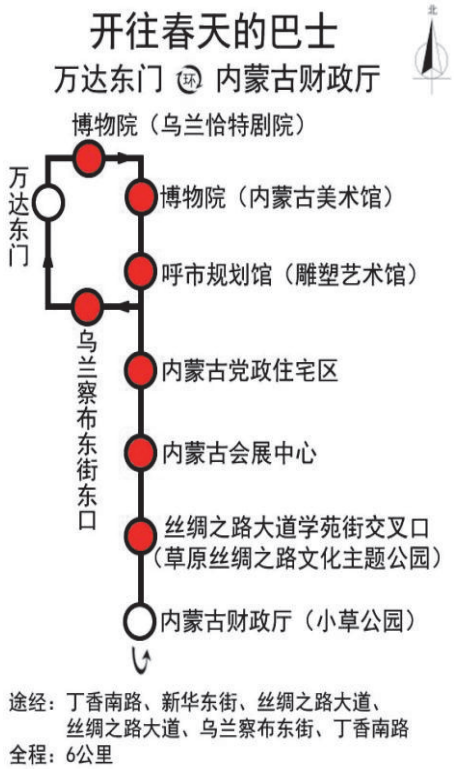 开往春天的巴士
北
万达东门 环 内蒙古财政厅
博物院（乌兰恰特剧院）
万达东门
博物院（内蒙古美术馆）
呼市规划馆（雕塑艺术馆）
乌兰察布东街东口
内蒙古党政住宅区
内蒙古会展中心
丝绸之路大道学苑街交叉口
（草原丝绸之路文化主题公园）
内蒙古财政厅（小草公园）
途经：丁香南路、新华东街、丝绸之路大道、
丝绸之路大道、乌兰察布东街、丁香南路
全程：6公里